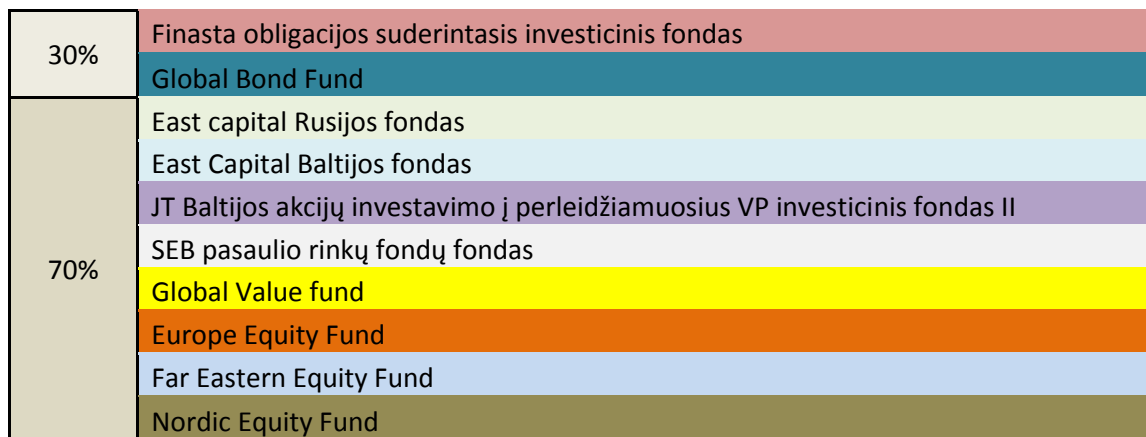 30%
Finasta obligacijos suderintasis investicinis fondas
Global Bond Fund
70%
East capital Rusijos fondas
East Capital Baltijos fondas
JT Baltijos akcijų investavimo į perleidžiamuosius VP investicinis fondas II
SEB pasaulio rinkų fondų fondas
Global Value fund
Europe Equity Fund
Far Eastern Equity Fund
Nordic Equity Fund